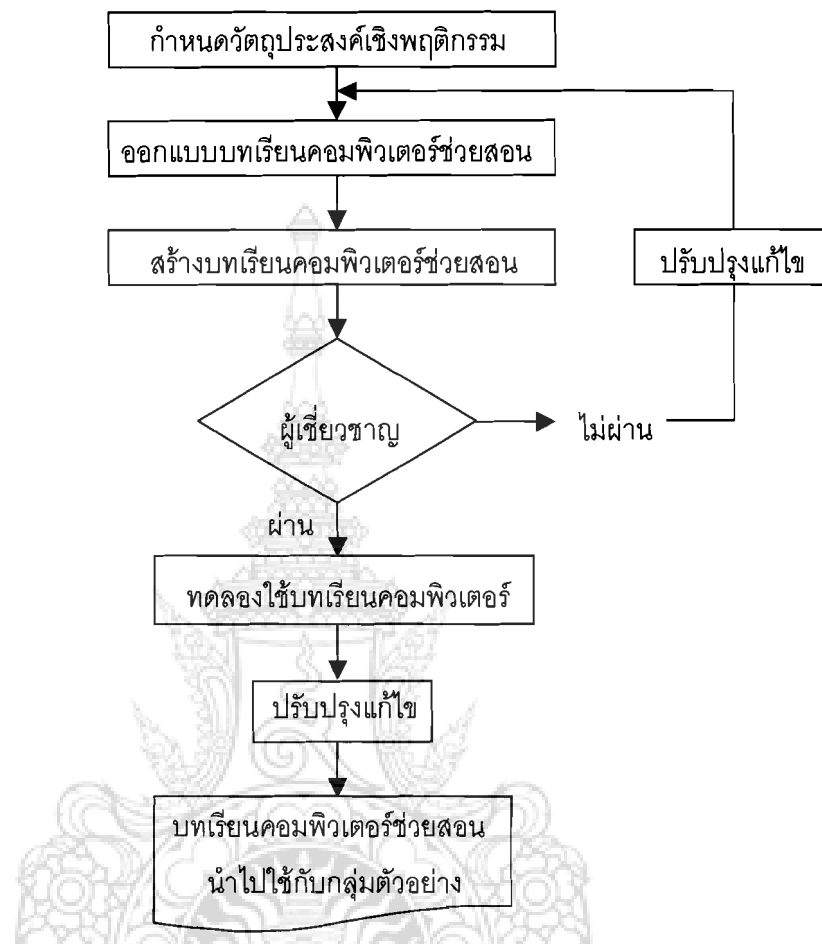 กำหนดวัตถุประสงค์เชิงพฤติกรรม
ออกแบบบทเรียนคอมพิวเตอร์ช่วยสอน
สร้างบทเรียนคอมพิวเตอร์ช่วยสอน
ปรับปรุงแก้ไข
ผู้เชี่ยวชาญ
ไม่ผ่าน
ผ่าน
ทดลองใช้บทเรียนคอมพิวเตอร์
ปรับปรุงแก้ไข
บทเรียนคอมพิวเตอร์ช่วยสอน
นำไปใช้กับกลุ่มตัวอย่าง